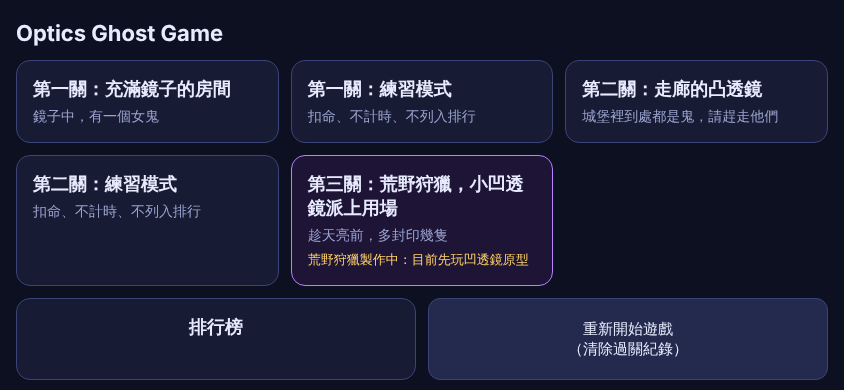 Optics Ghost Game
第一關：充滿鏡子的房間
鏡子中，有一個女鬼
第一關：練習模式
扣命、不計時、不列入排行
第二關：走廊的凸透鏡
城堡裡到處都是鬼，請趕走他們
第二關：練習模式
扣命、不計時、不列入排行
第三關：荒野狩獵，小凹透
鏡派上用場
趁天亮前，多封印幾隻
荒野狩獵製作中：目前先玩凹透鏡原型
排行榜
重新開始遊戲
（清除過關紀錄）